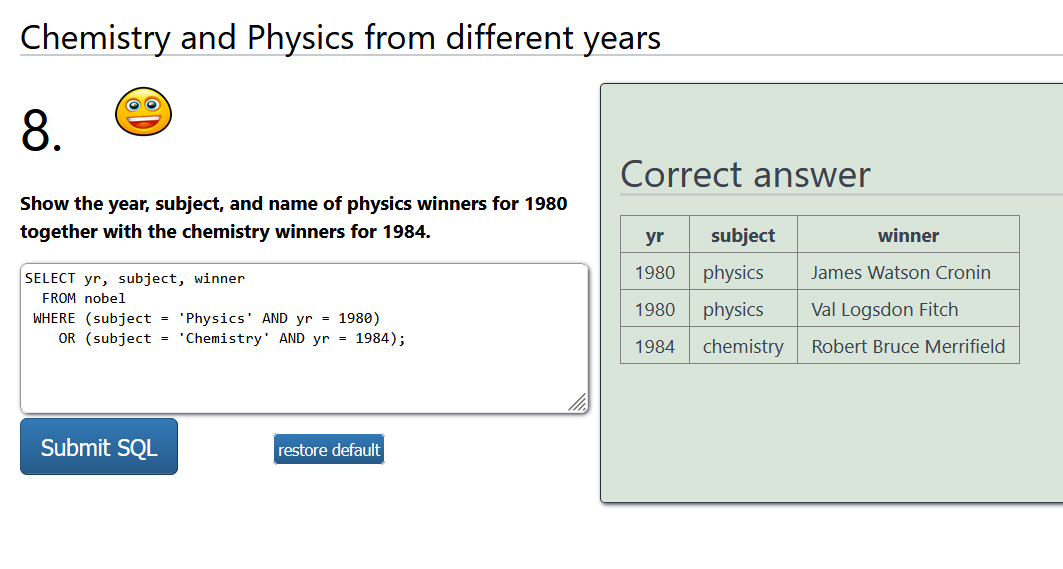 Chemistry and Physics from different years
8.
Show the year, subject, and name of physics winners for 1980
together with the chemistry winners for 1984.
SELECT yr, subject, winner
FROM nobel
WHERE (subject = 'Physics' AND yr = 1980)
OR (subject = 'Chemistry' AND yr = 1984);
Submit SQL
restore default
Correct answer
yr subject winner
1980 physics James Watson Cronin
1980 physics Val Logsdon Fitch
1984 chemistry Robert Bruce Merrifield